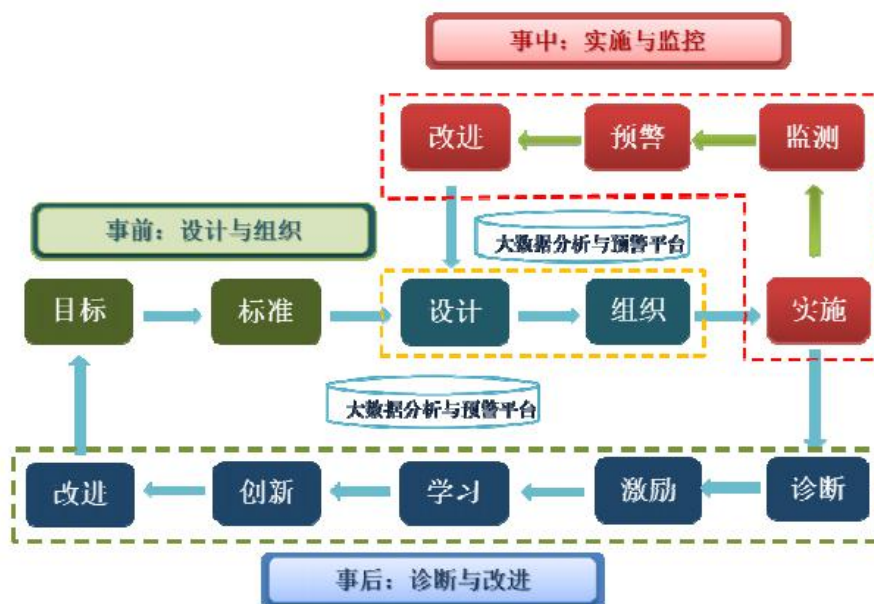 事中：实施与监控
改进
预警
监测
事前：设计与组织
大数据分析与预警平台
目标
标准
设计
组织
实施
大数据分析与预警平台
改进
创新
学习
激励
诊断
事后：诊断与改进